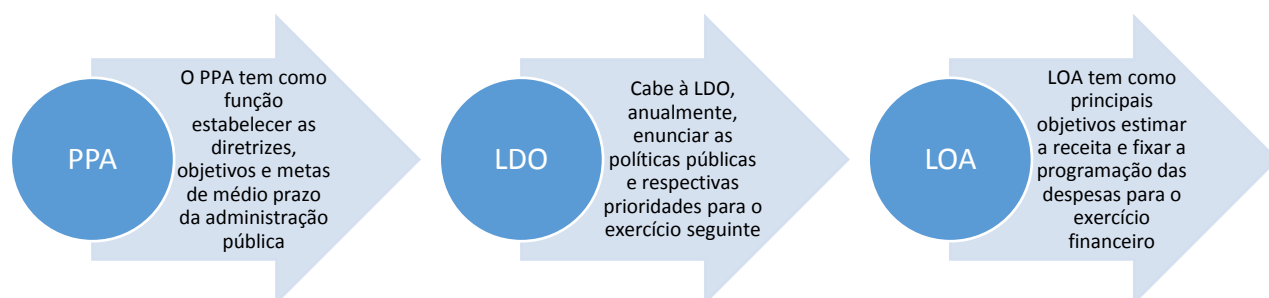 PPA
O PPA tem como
função
estabelecer as
diretrizes,
objetivos e metas
de médio prazo
da administração
pública
LDO
Cabe à LDO,
anualmente,
enunciar as
políticas públicas
e respectivas
prioridades para o
exercício seguinte
LOA
LOA tem como
principais
objetivos estimar
a receita e fixar a
programação das
despesas para o
exercício
financeiro